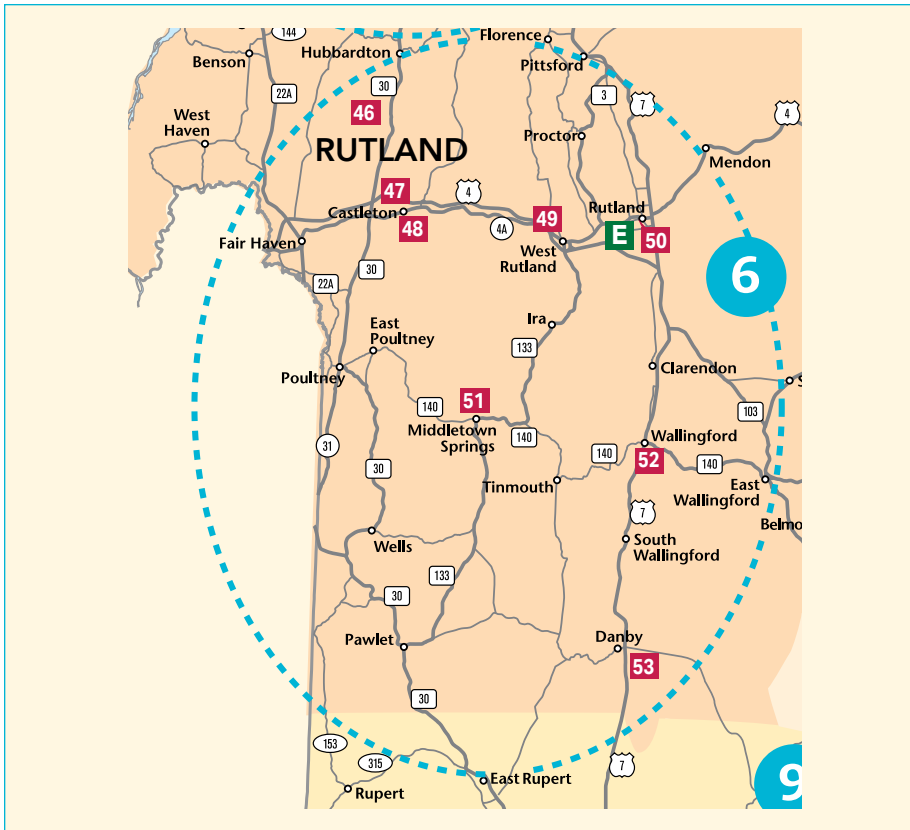 144
Florence
Hubbardton
Benson
Pittsford
22A
30
3
7
46
4
West
Haven
Proctor
RUTLAND
Mendon
47
4
Castleton
48
49
Rutland
4A
E
50
Fair Haven
West
Rutland
6
30
22A
Ira
East
Poultney
133
Clarendon
Poultney
51
140
103
Middletown
Springs
140
Wallingford
31
140
52
140
30
Tinmouth
East
Wallingford
7
Belmo
South
Wallingford
Wells
133
30
Danby
Pawlet
53
30
153
315
7
East Rupert
9
Rupert